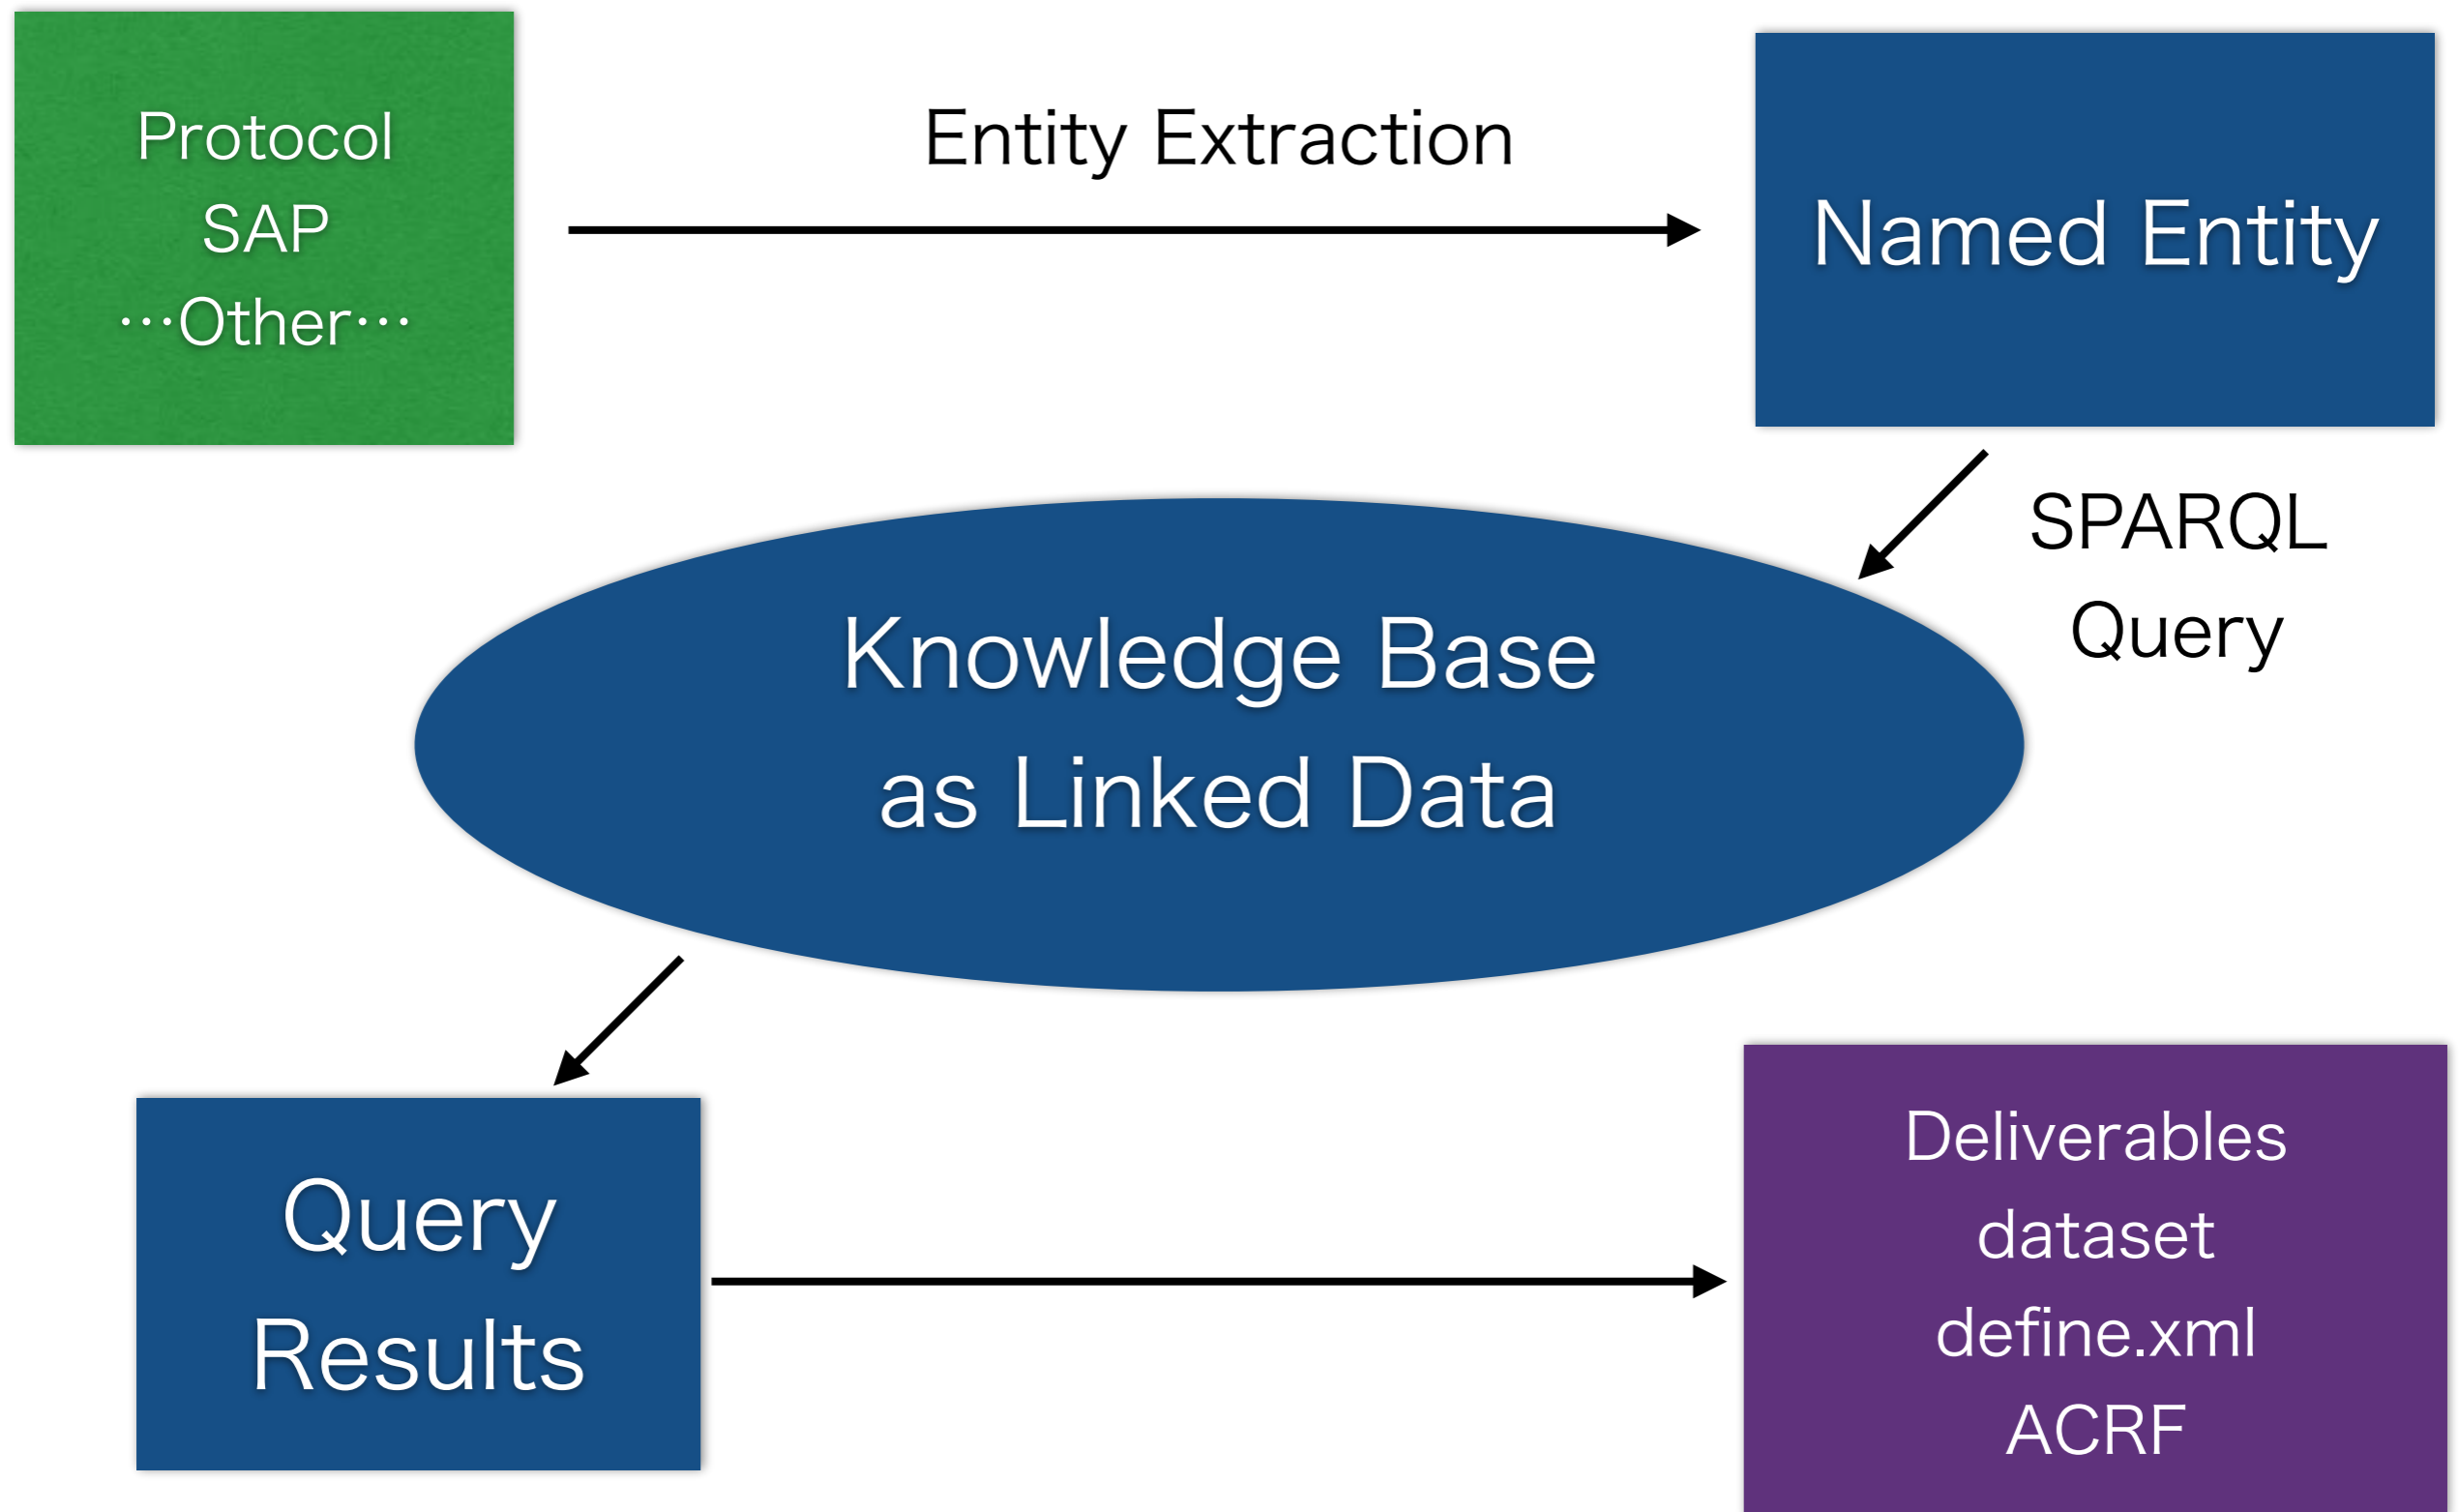 Protocol
SAP
…Other…
Entity Extraction
Named Entity
SPARQL
Query
Knowledge Base
as Linked Data
Query
Results
Deliverables
dataset
define.xml
ACRF